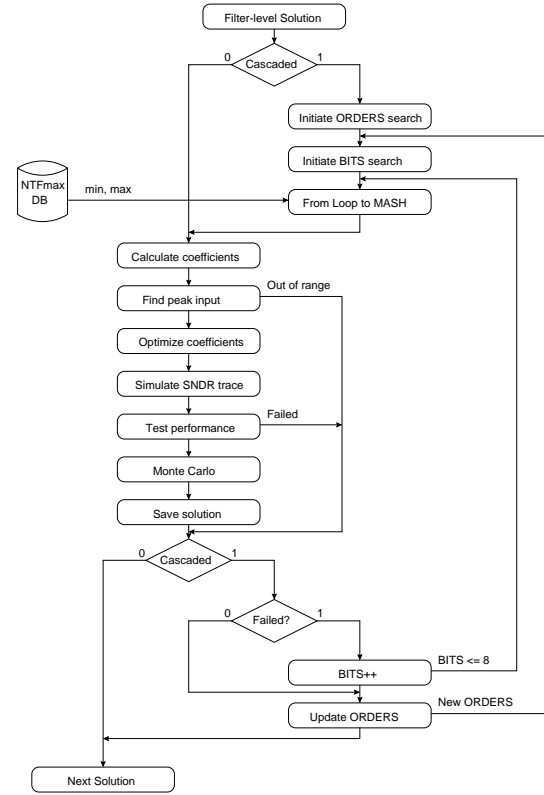 Filter-level Solution
0
1
Cascaded
Initiate ORDERS search
Initiate BITS search
NTFmax
DB
min, max
From Loop to MASH
Calculate coefficients
Out of range
Find peak input
Optimize coefficients
Simulate SNDR trace
Failed
Test performance
Monte Carlo
Save solution
0
1
Cascaded
0
1
Failed?
BITS <= 8
BITS++
New ORDERS
Update ORDERS
Next Solution